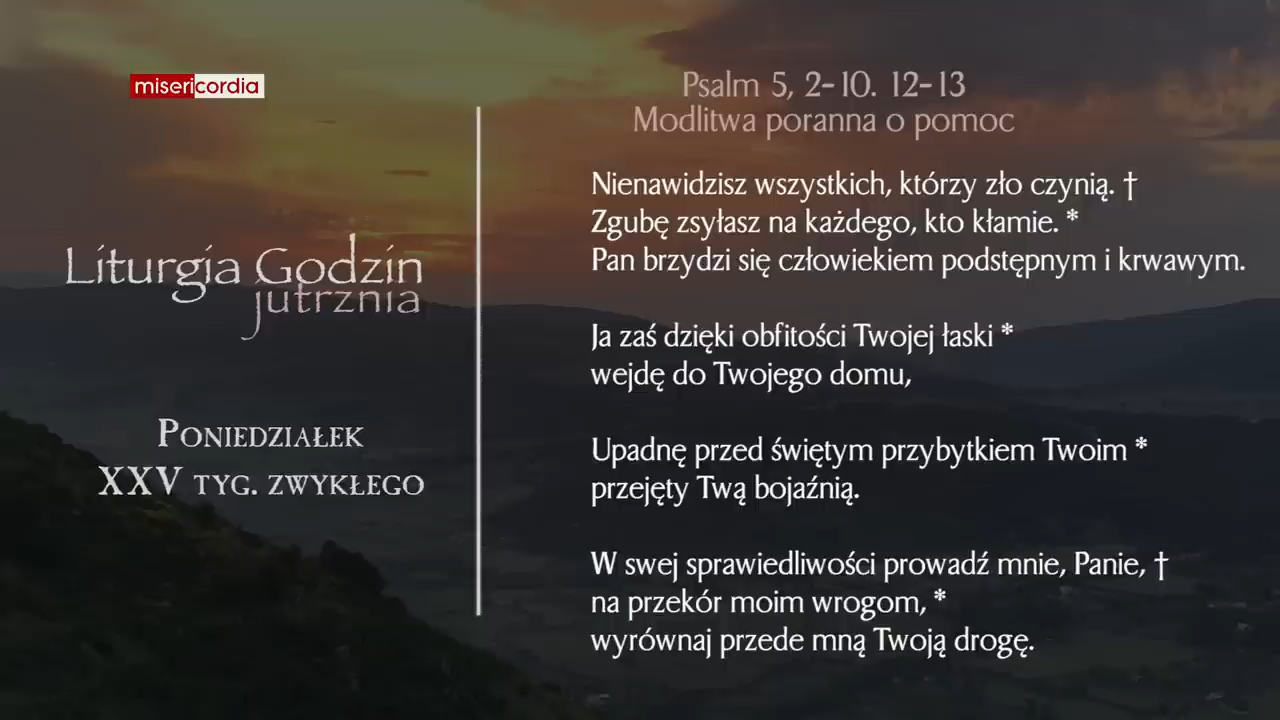 misericordia
Liturgia Godzin
jutrznia
Poniedziałek
XXV tyg. zwykłego
Psalm 5, 2-10. 12-13
Modlitwa poranna o pomoc
Nienawidzisz wszystkich, którzy zło czynią. †
Zgubę zsyłasz na każdego, kto kłamie. *
Pan brzydzi się człowiekiem podstępnym i krwawym.
Ja zaś dzięki obfitości Twojej łaski *
wejdę do Twojego domu,
Upadnę przed świętym przybytkiem Twoim *
przejęty Twą bojaźnią.
W swej sprawiedliwości prowadź mnie, Panie, †
na przekór moim wrogom, *
wyrównaj przede mną Twoją drogę.